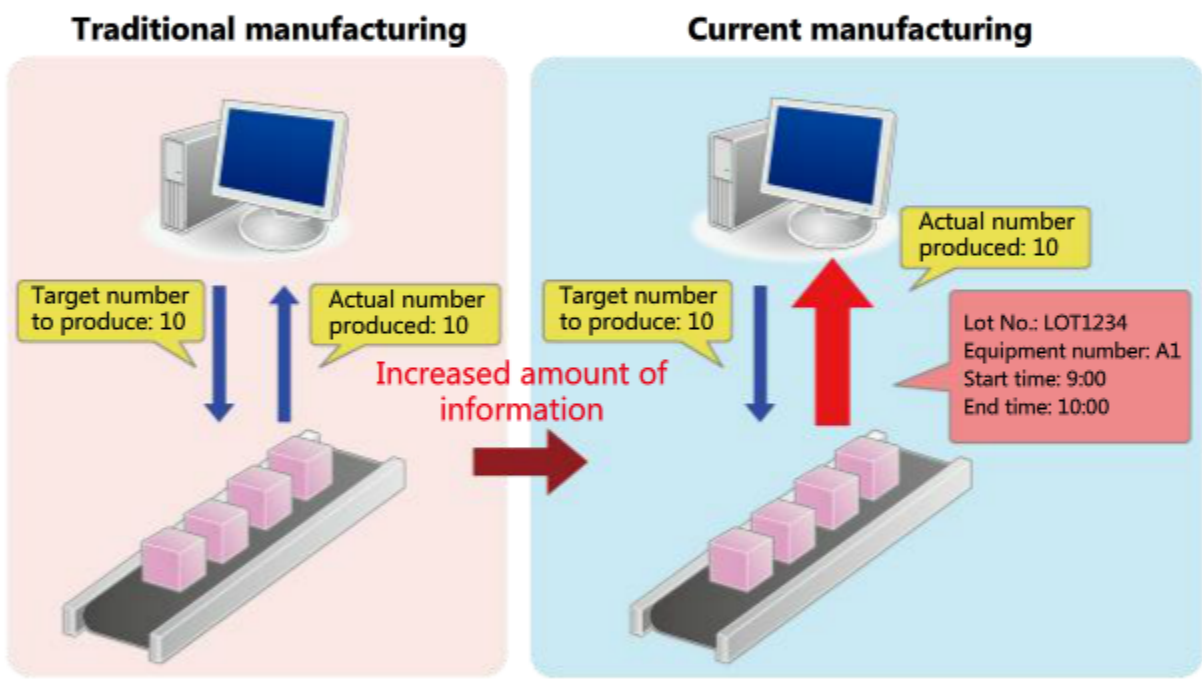 Traditional manufacturing
Target number
to produce: 10
Actual number
produced: 10
Increased amount of
information
Current manufacturing
Target number
to produce: 10
Actual number
produced: 10
Lot No.: LOT1234
Equipment number: A1
Start time: 9:00
End time: 10:00